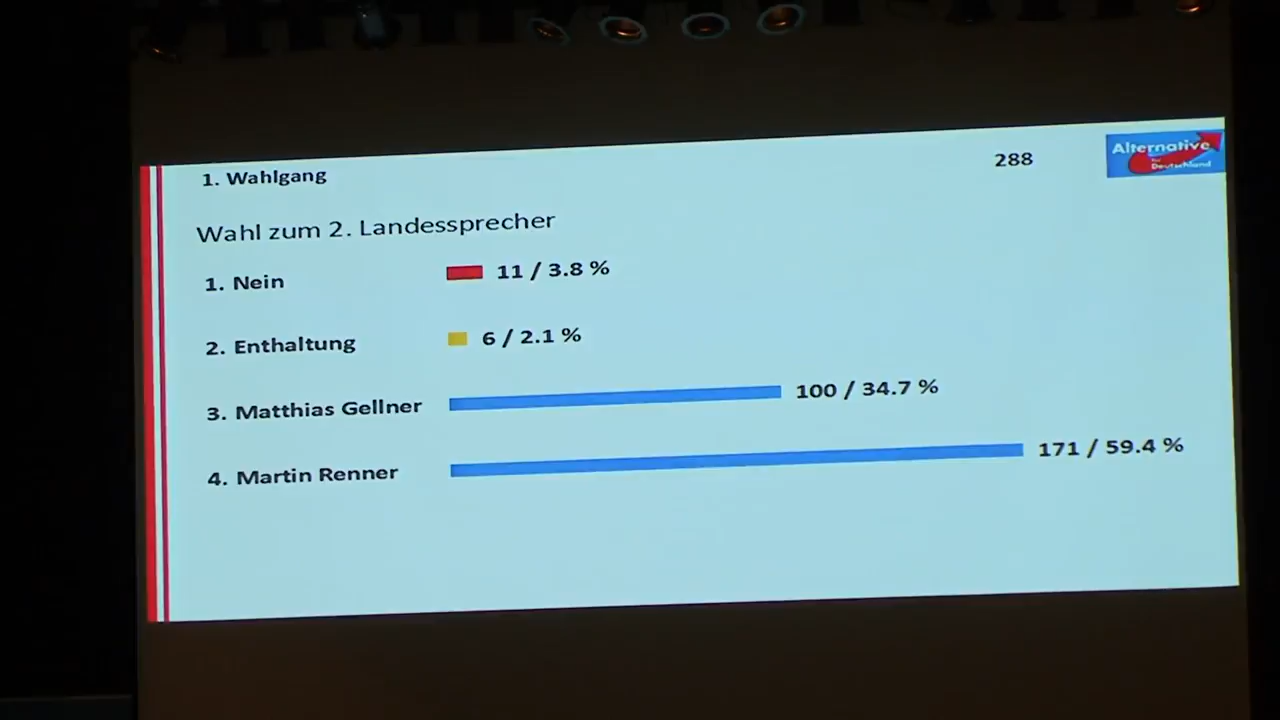 1. Wahlgang
288
Alternative
für
Deutschland
Wahl zum 2. Landessprecher
1. Nein 11 / 3.8 %
2. Enthaltung 6 / 2.1 %
3. Matthias Gellner 100 / 34.7 %
4. Martin Renner 171 / 59.4 %